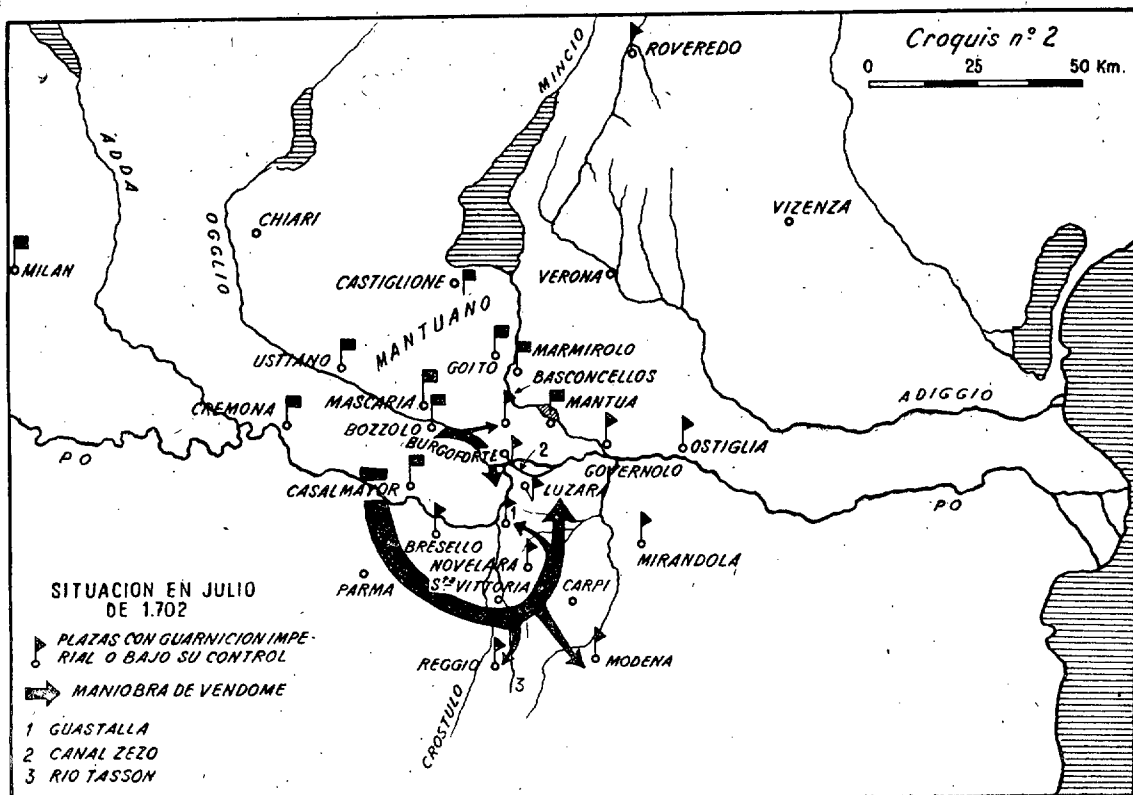 Croquis nº 2
0 25 50 Km.
ROVEREDO
MINCIO
ADDA
OGGLIO
CHIARI
MILAN
VIZENZA
VERONA
CASTIGLIONE
MANTUANO
USTIANO
GOITO
MARMIROLO
BASCONCELLOS
MASCARIA
MANTUA
CREMONA
BOZZOLO
ADIGGIO
BURGOFORTE
2
OSTIGLIA
GOVERNOLO
PO
CASALMAYOR
LUZARA
PO
1
BRESELLO
MIRANDOLA
NOVELARA
PARMA
Sta VITTORIA
CARPI
REGGIO
MODENA
3
CROSTULO
SITUACION EN JULIO
DE 1.702
PLAZAS CON GUARNICION IMPE-
RIAL O BAJO SU CONTROL
MANIOBRA DE VENDOME
1 GUASTALLA
2 CANAL ZEZO
3 RIO TASSON